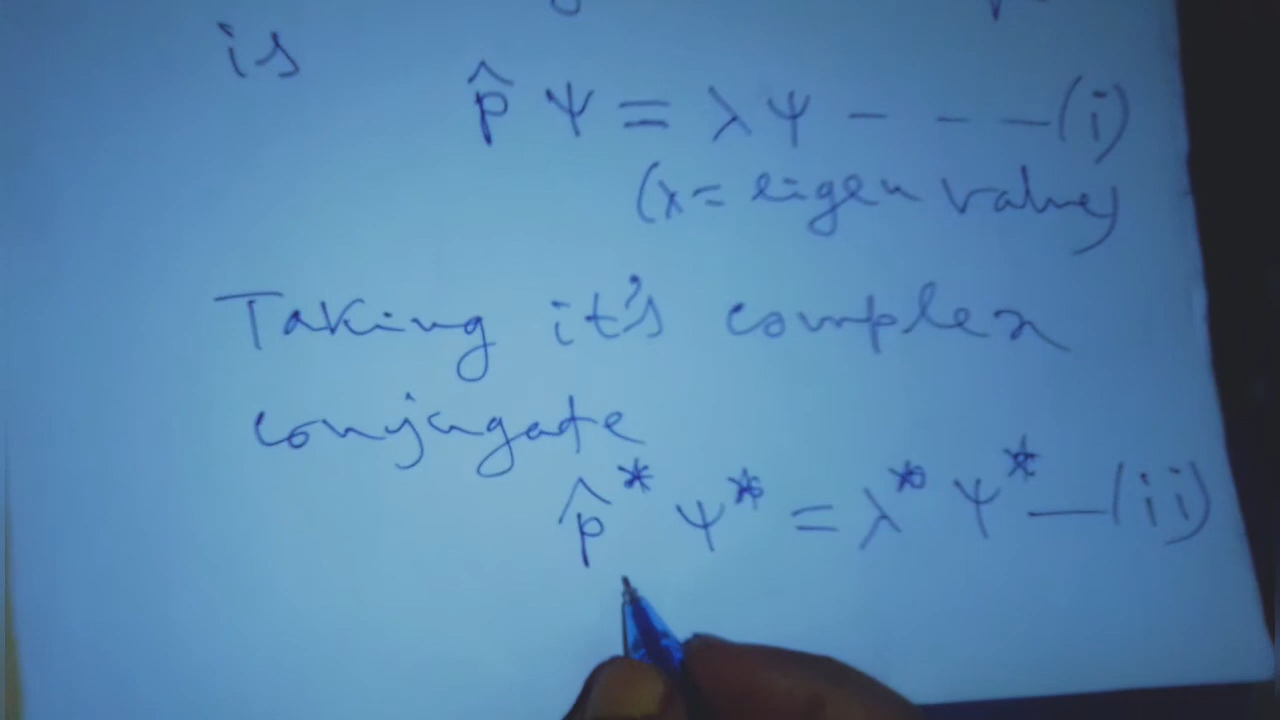 is
p̂ ψ = λ ψ - - - (i)
(λ = eigen value)
Taking it's complex
conjugate
p̂* ψ* = λ* ψ* — (ii)